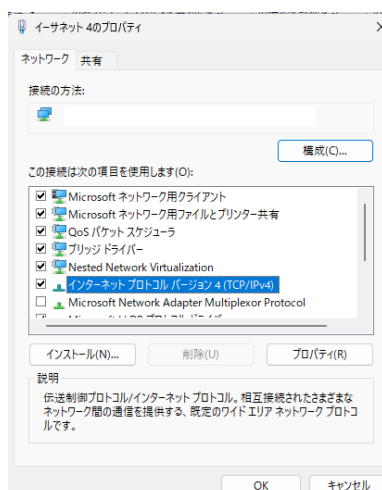 イーサネット 4のプロパティ
ネットワーク 共有
接続の方法:
構成(C)...
この接続は次の項目を使用します(O):
Microsoft ネットワーク用クライアント
Microsoft ネットワーク用ファイルとプリンター共有
QoS パケット スケジューラ
ブリッジ ドライバー
Nested Network Virtualization
インターネット プロトコル バージョン 4 (TCP/IPv4)
Microsoft Network Adapter Multiplexor Protocol
インストール(N)... 削除(U) プロパティ(R)
説明
伝送制御プロトコル/インターネット プロトコル。相互接続されたさまざまな
ネットワーク間の通信を提供する、既定のワイド エリア ネットワーク プロトコ
ルです。
OK キャンセル